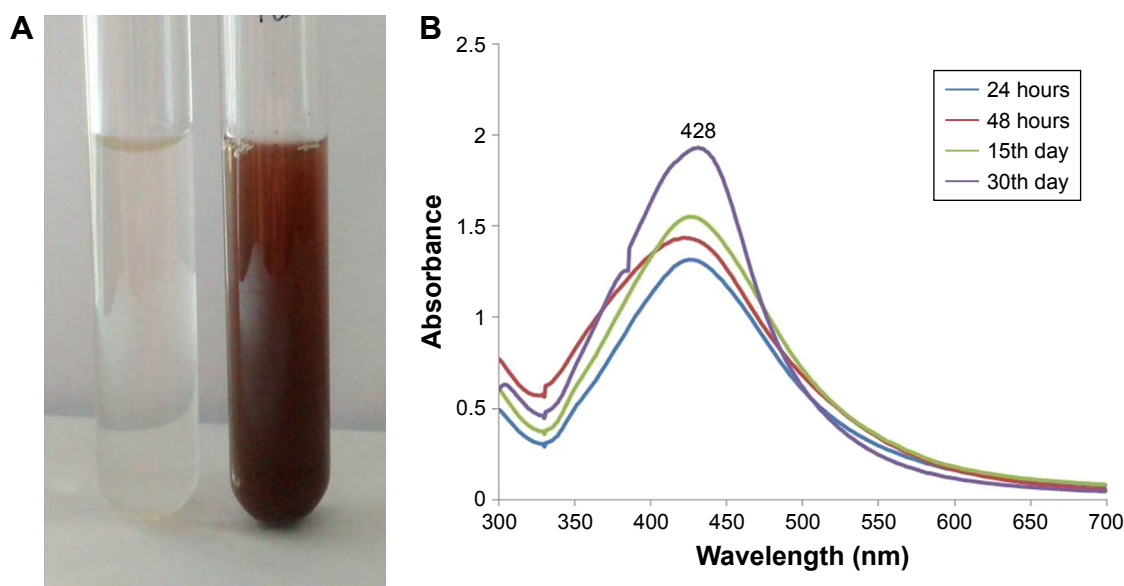 A
B
2.5
2
1.5
1
0.5
0
Absorbance
428
24 hours
48 hours
15th day
30th day
300 350 400 450 500 550 600 650 700
Wavelength (nm)